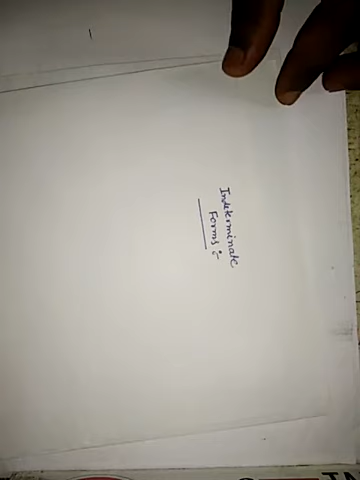 Indeterminate
Forms :-